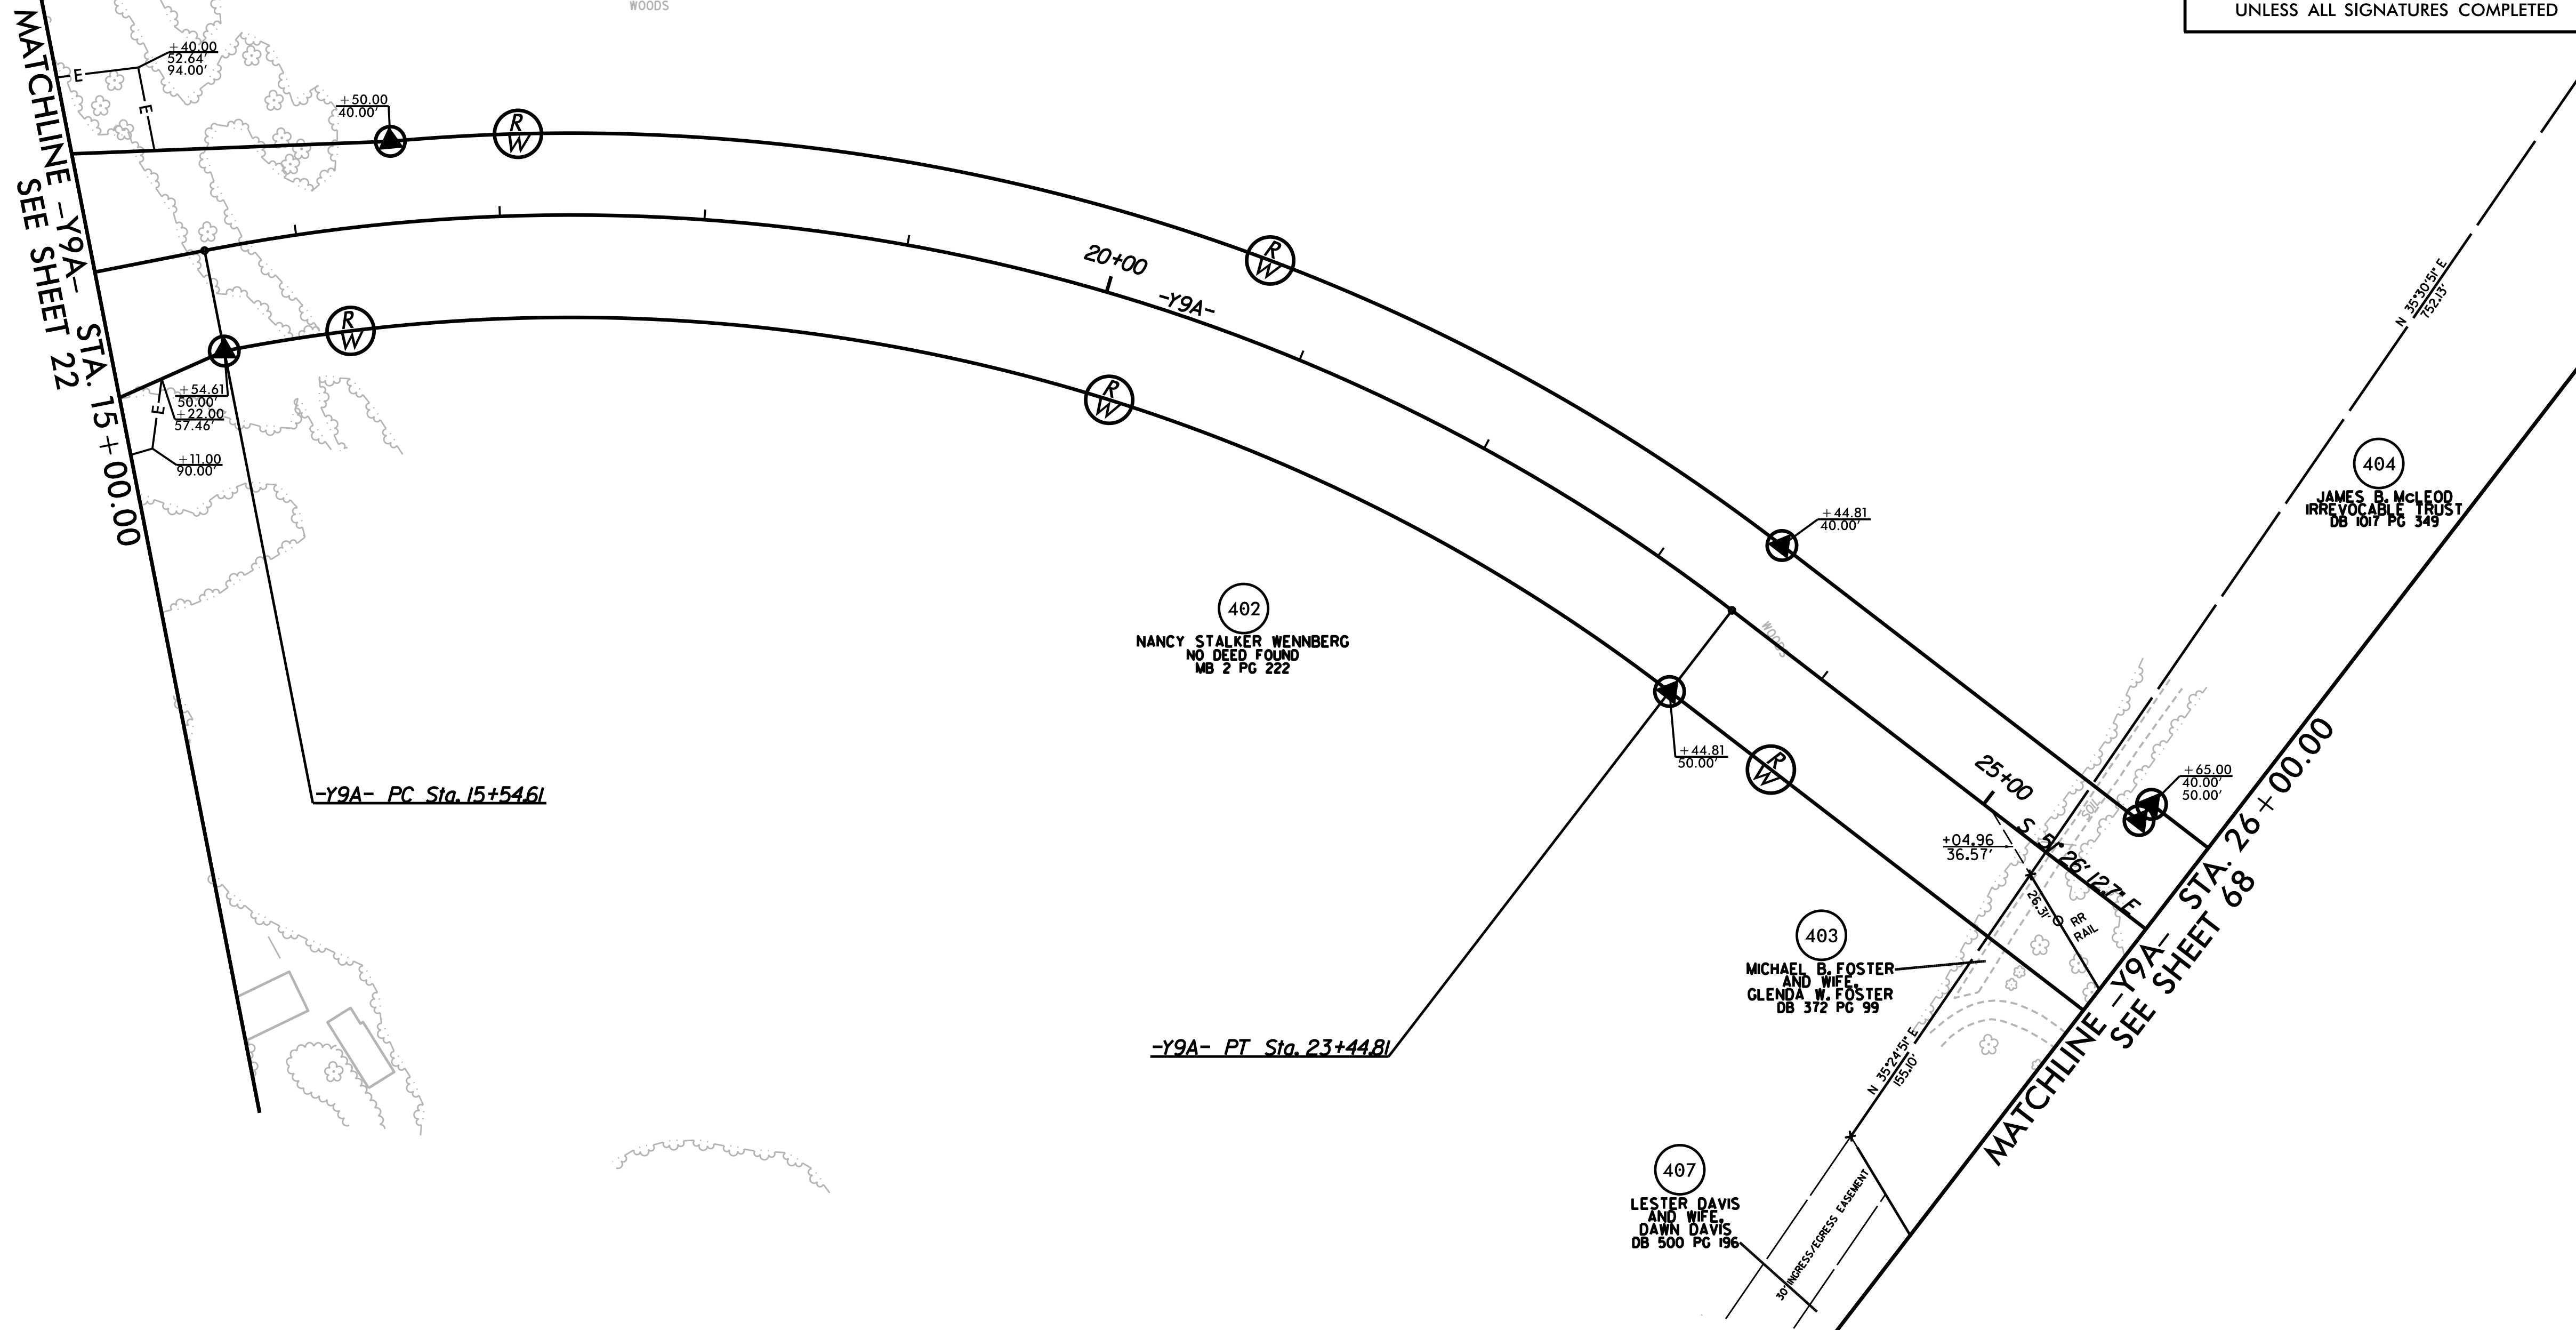 WOODS
UNLESS ALL SIGNATURES COMPLETED
MATCHLINE -Y9A- STA. 15+00.00
SEE SHEET 22
E
+40.00
52.64'
94.00'
E
+50.00
40.00'
R
W
R
W
20+00
-Y9A-
R
W
R
W
+54.61
50.00'
+22.00
57.46'
E
+11.00
90.00'
N 35°30'51" E
752.13'
404
JAMES B. McLEOD
IRREVOCABLE TRUST
DB 1017 PG 349
+44.81
40.00'
402
NANCY STALKER WENNBERG
NO DEED FOUND
MB 2 PG 222
WOODS
+44.81
50.00'
R
W
-Y9A- PC Sta. 15+54.61
25+00
+65.00
40.00'
50.00'
SOIL
S 51° 26' 12.7" E
+04.96
36.57'
26.31'
RR
RAIL
403
MICHAEL B. FOSTER
AND WIFE,
GLENDA W. FOSTER
DB 372 PG 99
-Y9A- PT Sta. 23+44.81
N 35°24'51" E
155.10'
MATCHLINE -Y9A- STA. 26+00.00
SEE SHEET 68
407
LESTER DAVIS
AND WIFE,
DAWN DAVIS
DB 500 PG 196
30' INGRESS/EGRESS EASEMENT